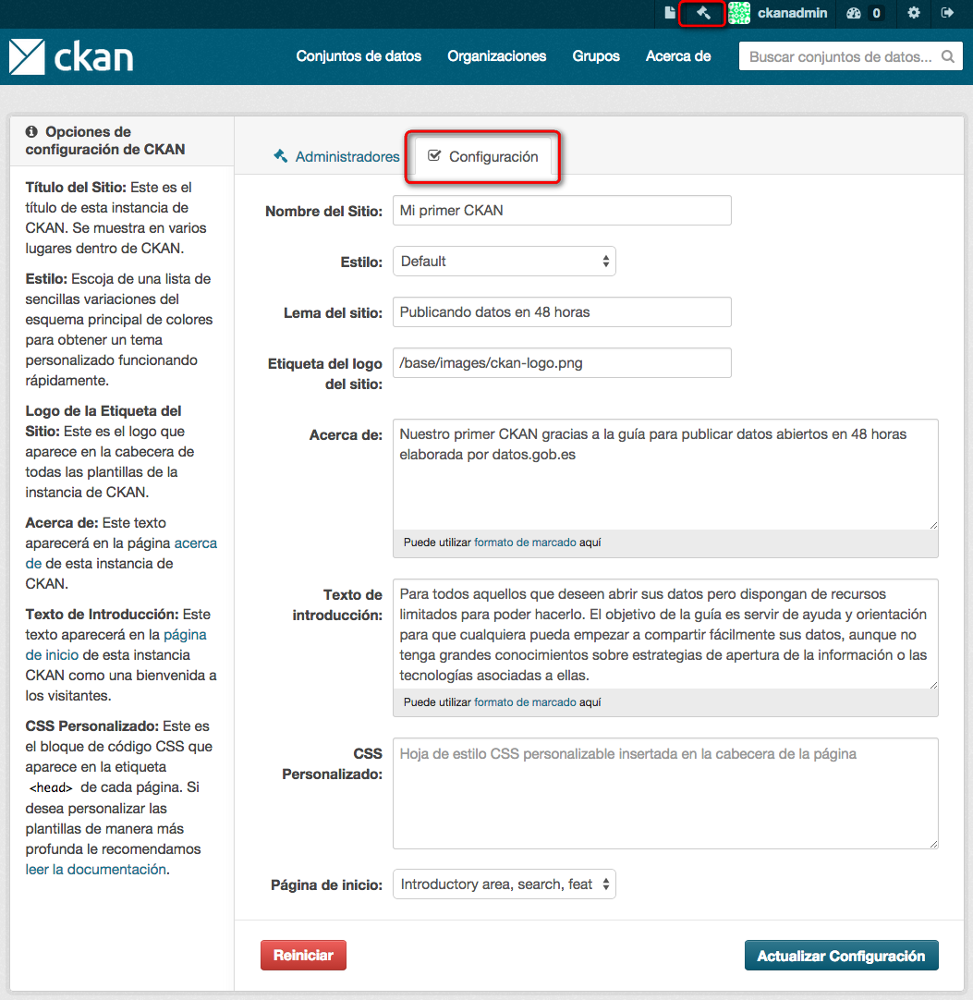 ckanadmin 0
ckan
Conjuntos de datos Organizaciones Grupos Acerca de Buscar conjuntos de datos...
Opciones de
configuración de CKAN
Título del Sitio: Este es el
título de esta instancia de
CKAN. Se muestra en varios
lugares dentro de CKAN.
Estilo: Escoja de una lista de
sencillas variaciones del
esquema principal de colores
para obtener un tema
personalizado funcionando
rápidamente.
Logo de la Etiqueta del
Sitio: Este es el logo que
aparece en la cabecera de
todas las plantillas de la
instancia de CKAN.
Acerca de: Este texto
aparecerá en la página acerca
de de esta instancia de
CKAN.
Texto de Introducción: Este
texto aparecerá en la página
de inicio de esta instancia
CKAN como una bienvenida a
los visitantes.
CSS Personalizado: Este es
el bloque de código CSS que
aparece en la etiqueta
<head> de cada página. Si
desea personalizar las
plantillas de manera más
profunda le recomendamos
leer la documentación.
Administradores Configuración
Nombre del Sitio: Mi primer CKAN
Estilo: Default
Lema del sitio: Publicando datos en 48 horas
Etiqueta del logo
del sitio:
/base/images/ckan-logo.png
Acerca de: Nuestro primer CKAN gracias a la guía para publicar datos abiertos en 48 horas
elaborada por datos.gob.es
Puede utilizar formato de marcado aquí
Texto de
introducción:
Para todos aquellos que deseen abrir sus datos pero dispongan de recursos
limitados para poder hacerlo. El objetivo de la guía es servir de ayuda y orientación
para que cualquiera pueda empezar a compartir fácilmente sus datos, aunque no
tenga grandes conocimientos sobre estrategias de apertura de la información o las
tecnologías asociadas a ellas.
Puede utilizar formato de marcado aquí
CSS
Personalizado:
Hoja de estilo CSS personalizable insertada en la cabecera de la página
Página de inicio: Introductory area, search, feat
Reiniciar Actualizar Configuración